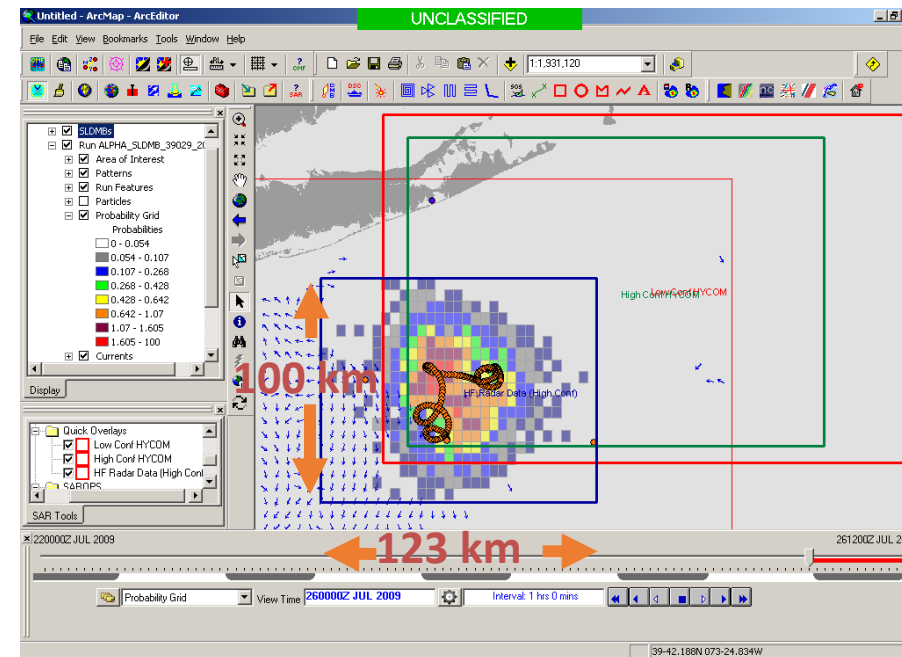 Untitled - ArcMap - ArcEditor
UNCLASSIFIED
File Edit View Bookmarks Tools Window Help
1:1,931,120
SLDMBs
Run ALPHA_SLDMB_39029_20
Area of Interest
Patterns
Run Features
Particles
Probability Grid
Probabilities
0 - 0.054
0.054 - 0.107
0.107 - 0.268
0.268 - 0.428
0.428 - 0.642
0.642 - 1.07
1.07 - 1.605
1.605 - 100
Currents
Display
High Conf HYCOM
Low Conf HYCOM
100 km
HF Radar Data (High Conf)
Quick Overlays
Low Conf HYCOM
High Conf HYCOM
HF Radar Data (High Conf
SAROPS
SAR Tools
123 km
220000Z JUL 2009
261200Z JUL 2
Probability Grid
View Time
260000Z JUL 2009
Interval: 1 hrs 0 mins
39-42.188N 073-24.834W